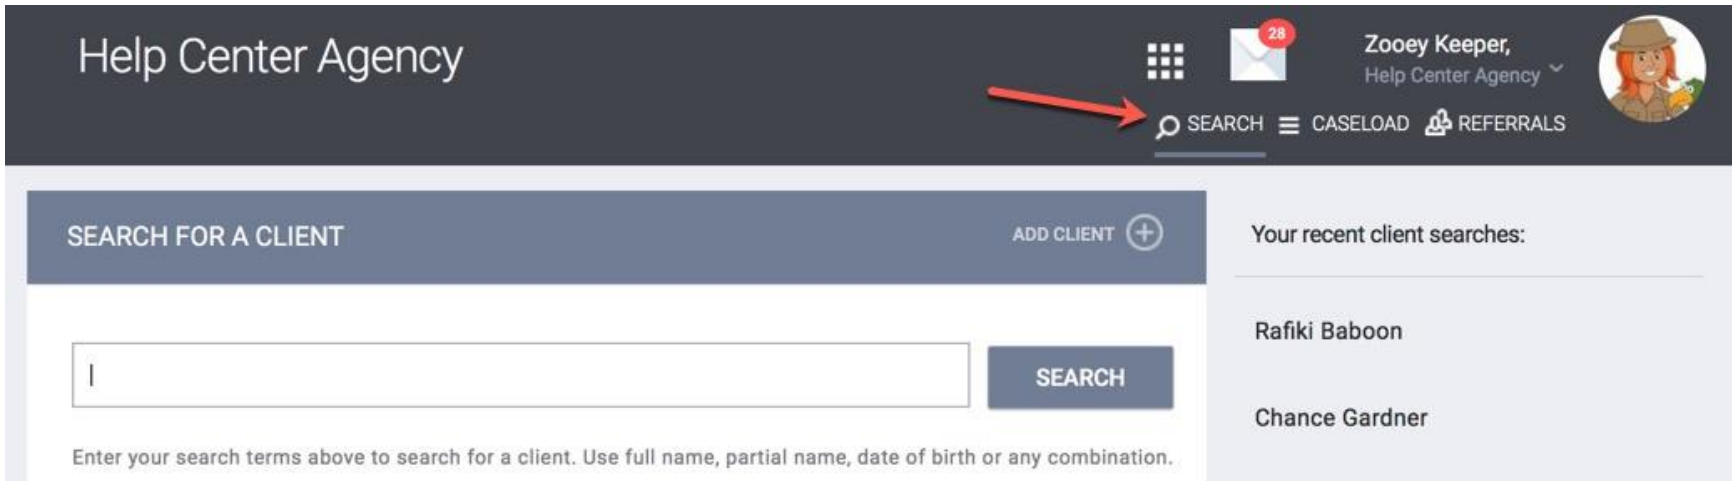 Help Center Agency
28
Zooey Keeper,
Help Center Agency
SEARCH CASELOAD REFERRALS
SEARCH FOR A CLIENT
ADD CLIENT
|
SEARCH
Enter your search terms above to search for a client. Use full name, partial name, date of birth or any combination.
Your recent client searches:
Rafiki Baboon
Chance Gardner